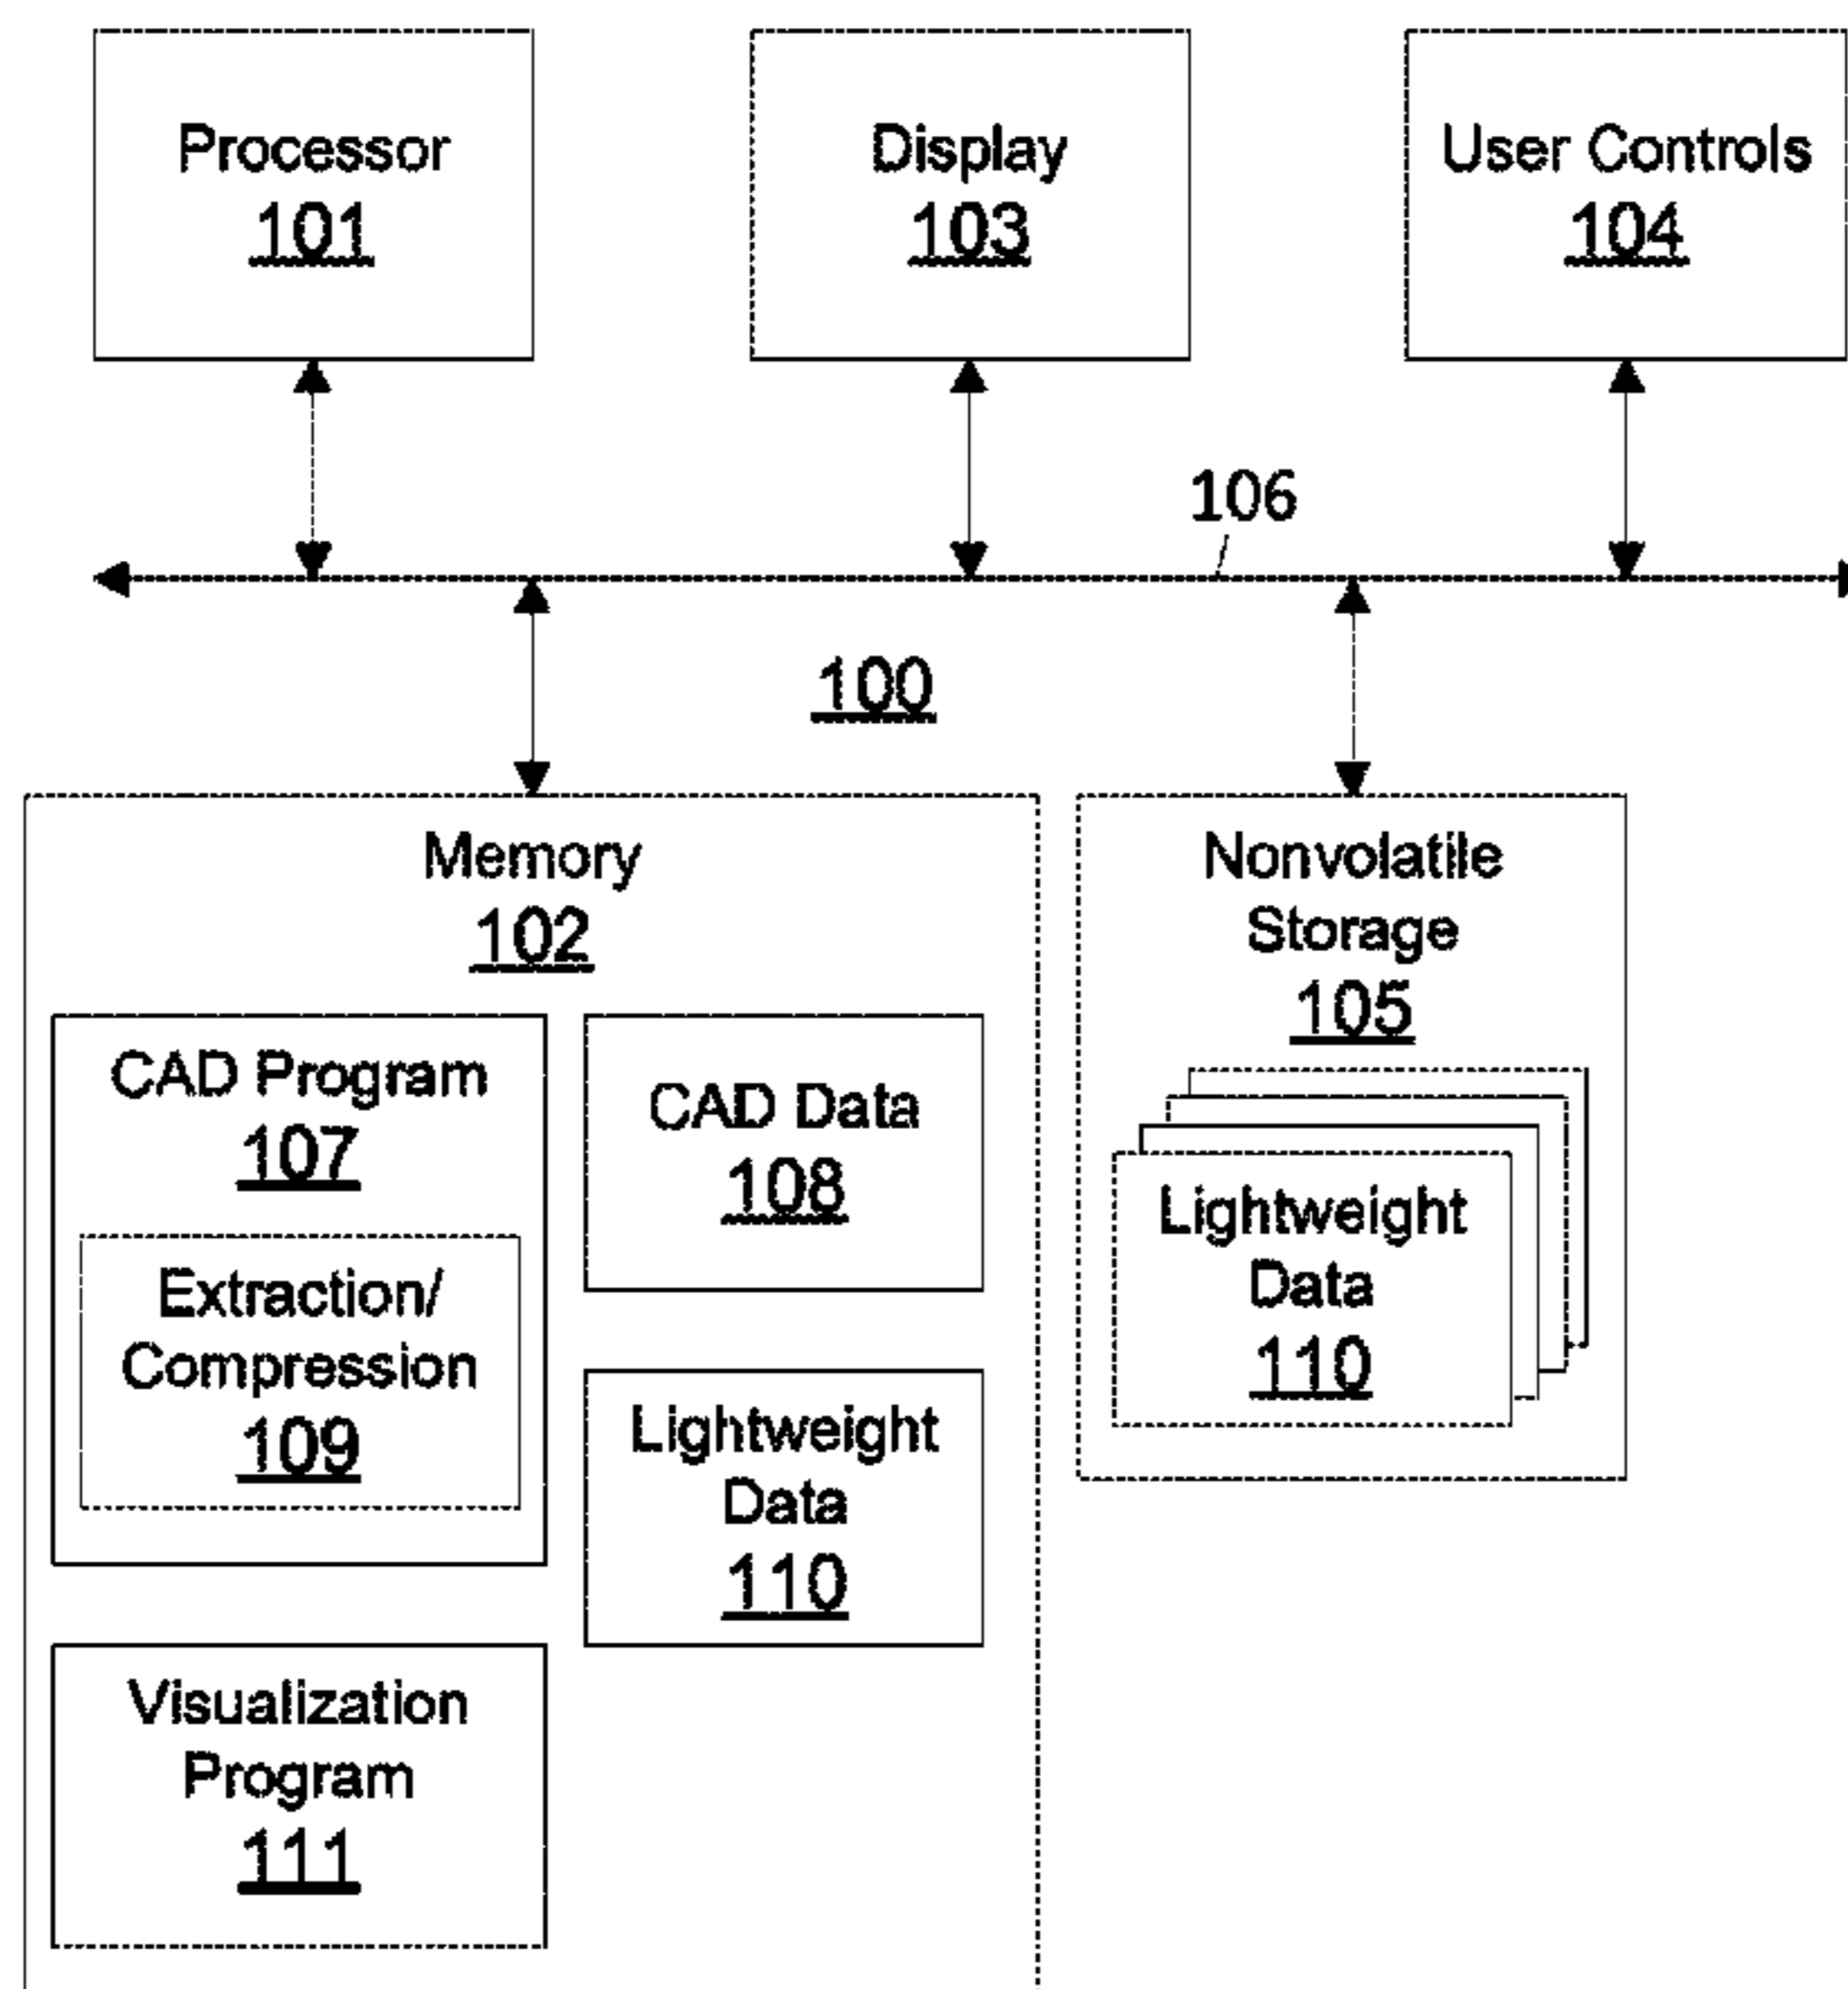 Processor
101
Display
103
User Controls
104
106
100
Memory
102
CAD Program
107
Extraction/
Compression
109
CAD Data
108
Lightweight
Data
110
Visualization
Program
111
Nonvolatile
Storage
105
Lightweight
Data
110